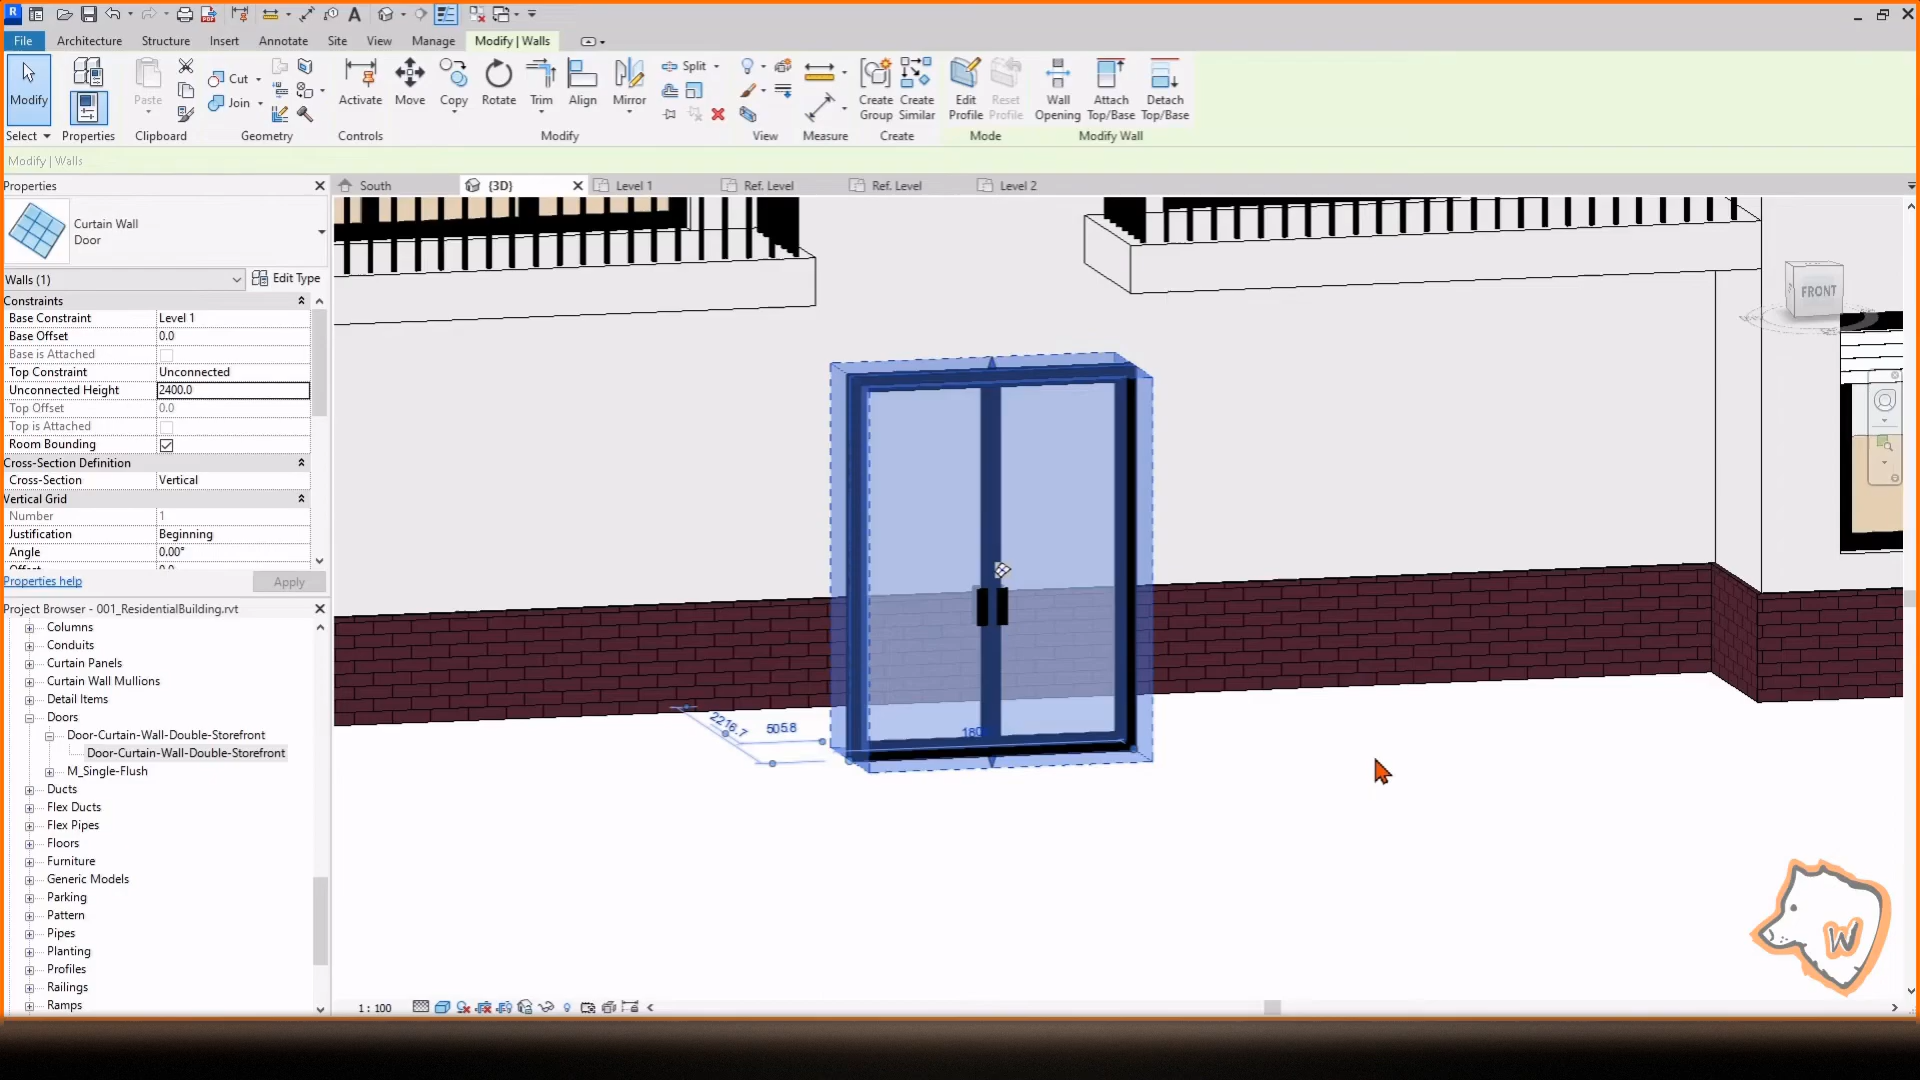 File
Architecture
Structure
Insert
Annotate
Site
View
Manage
Modify | Walls
Modify
Paste
Cut
Join
Activate
Move
Copy
Rotate
Trim
Align
Mirror
Split
Create Group
Create Similar
Edit Profile
Reset Profile
Wall Opening
Attach Top/Base
Detach Top/Base
Select
Properties
Clipboard
Geometry
Controls
Modify
View
Measure
Create
Mode
Modify Wall
Modify | Walls
Properties
South
{3D}
Level 1
Ref. Level
Ref. Level
Level 2
Curtain Wall
Door
Walls (1)
Edit Type
Constraints
Base Constraint Level 1
Base Offset 0.0
Base is Attached
Top Constraint Unconnected
Unconnected Height 2400.0
Top Offset 0.0
Top is Attached
Room Bounding
Cross-Section Definition
Cross-Section Vertical
Vertical Grid
Number 1
Justification Beginning
Angle 0.00°
Offset 0.0
Properties help
Apply
Project Browser - 001_ResidentialBuilding.rvt
Columns
Conduits
Curtain Panels
Curtain Wall Mullions
Detail Items
Doors
Door-Curtain-Wall-Double-Storefront
Door-Curtain-Wall-Double-Storefront
M_Single-Flush
Ducts
Flex Ducts
Flex Pipes
Floors
Furniture
Generic Models
Parking
Pattern
Pipes
Planting
Profiles
Railings
Ramps
FRONT
2216.7
505.8
1 : 100
W